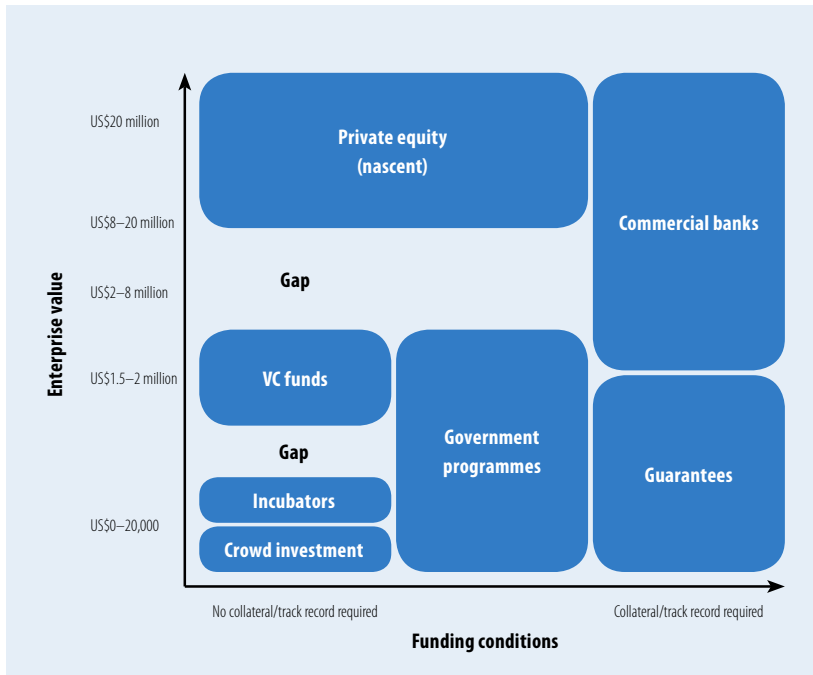 US$20 million
US$8–20 million
US$2–8 million
US$1.5–2 million
US$0–20,000
Enterprise value
Private equity
(nascent)
Commercial banks
Gap
VC funds
Government
programmes
Guarantees
Gap
Incubators
Crowd investment
No collateral/track record required
Collateral/track record required
Funding conditions